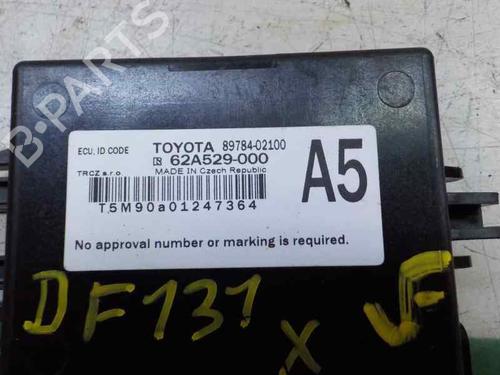 B-PARTS
ECU. ID CODE TOYOTA 89784-02100
62A529-000
TRCZ s.r.o. MADE IN Czech Republic
A5
T5M90a01247364
No approval number or marking is required.
DF131 X VF